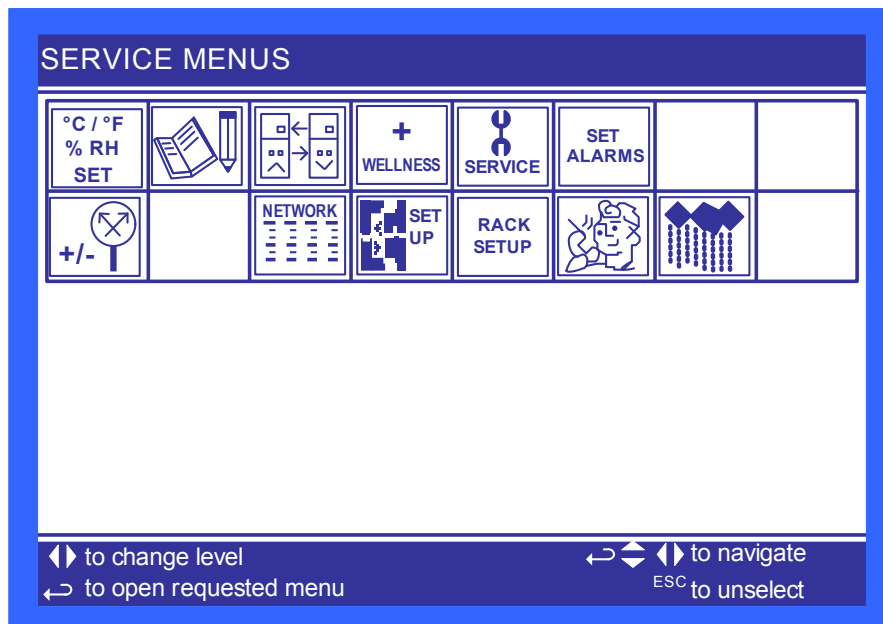 SERVICE MENUS
°C / °F
% RH
SET
+
WELLNESS
SERVICE
SET
ALARMS
+/-
NETWORK
SET
UP
RACK
SETUP
to change level
to navigate
to open requested menu
ESC to unselect